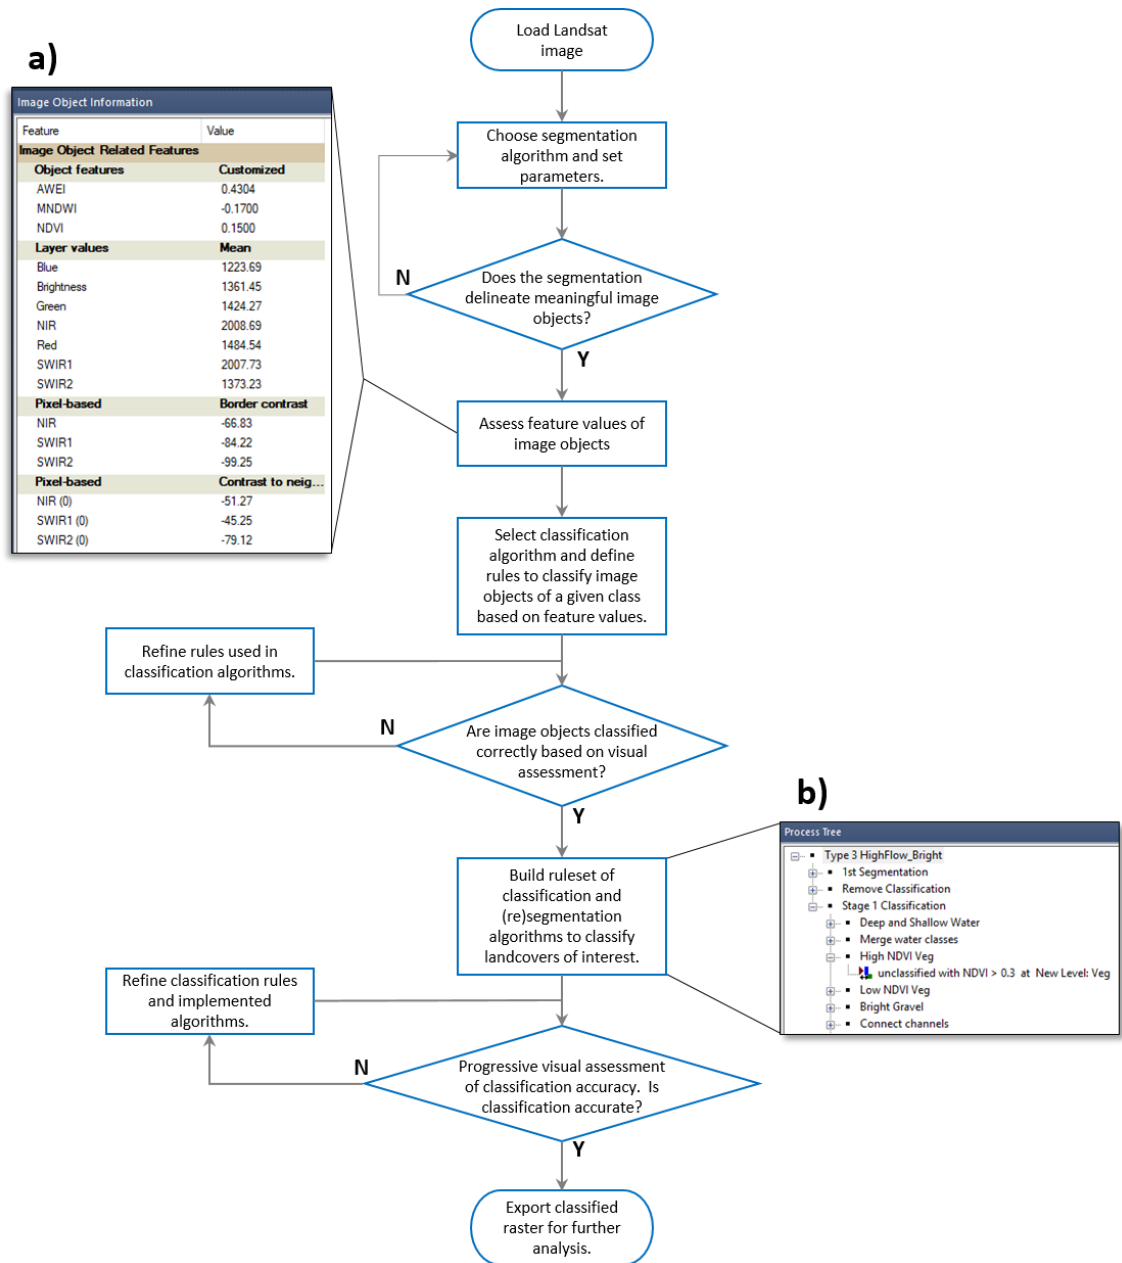 Load Landsat
image
a)
Image Object Information
Feature Value
Image Object Related Features
Object features Customized
AWEI 0.4304
MNDWI -0.1700
NDVI 0.1500
Layer values Mean
Blue 1223.69
Brightness 1361.45
Green 1424.27
NIR 2008.69
Red 1484.54
SWIR1 2007.73
SWIR2 1373.23
Pixel-based Border contrast
NIR -66.83
SWIR1 -84.22
SWIR2 -99.25
Pixel-based Contrast to neig...
NIR (0) -51.27
SWIR1 (0) -45.25
SWIR2 (0) -79.12
Choose segmentation
algorithm and set
parameters.
N
Does the segmentation
delineate meaningful image
objects?
Y
Assess feature values of
image objects
Select classification
algorithm and define
rules to classify image
objects of a given class
based on feature values.
Refine rules used in
classification algorithms.
N
Are image objects classified
correctly based on visual
assessment?
Y
b)
Process Tree
Type 3 HighFlow_Bright
1st Segmentation
Remove Classification
Stage 1 Classification
Deep and Shallow Water
Merge water classes
High NDVI Veg
unclassified with NDVI > 0.3 at New Level: Veg
Low NDVI Veg
Bright Gravel
Connect channels
Build ruleset of
classification and
(re)segmentation
algorithms to classify
landcovers of interest.
Refine classification rules
and implemented
algorithms.
N
Progressive visual assessment
of classification accuracy. Is
classification accurate?
Y
Export classified
raster for further
analysis.